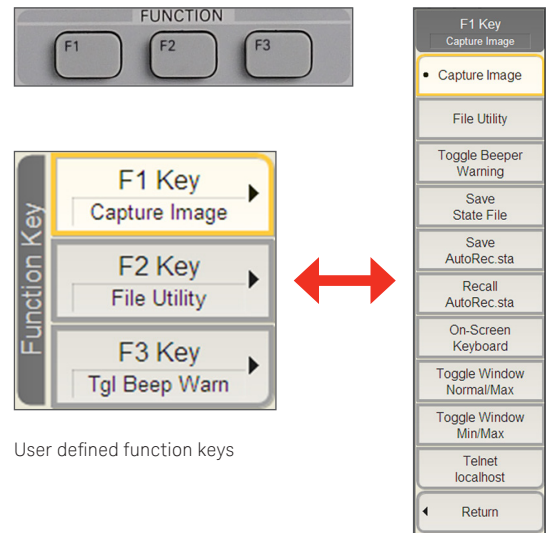 FUNCTION
F1
F2
F3
Function Key
F1 Key
Capture Image
F2 Key
File Utility
F3 Key
Tgl Beep Warn
User defined function keys
F1 Key
Capture Image
Capture Image
File Utility
Toggle Beeper
Warning
Save
State File
Save
AutoRec.sta
Recall
AutoRec.sta
On-Screen
Keyboard
Toggle Window
Normal/Max
Toggle Window
Min/Max
Telnet
localhost
Return